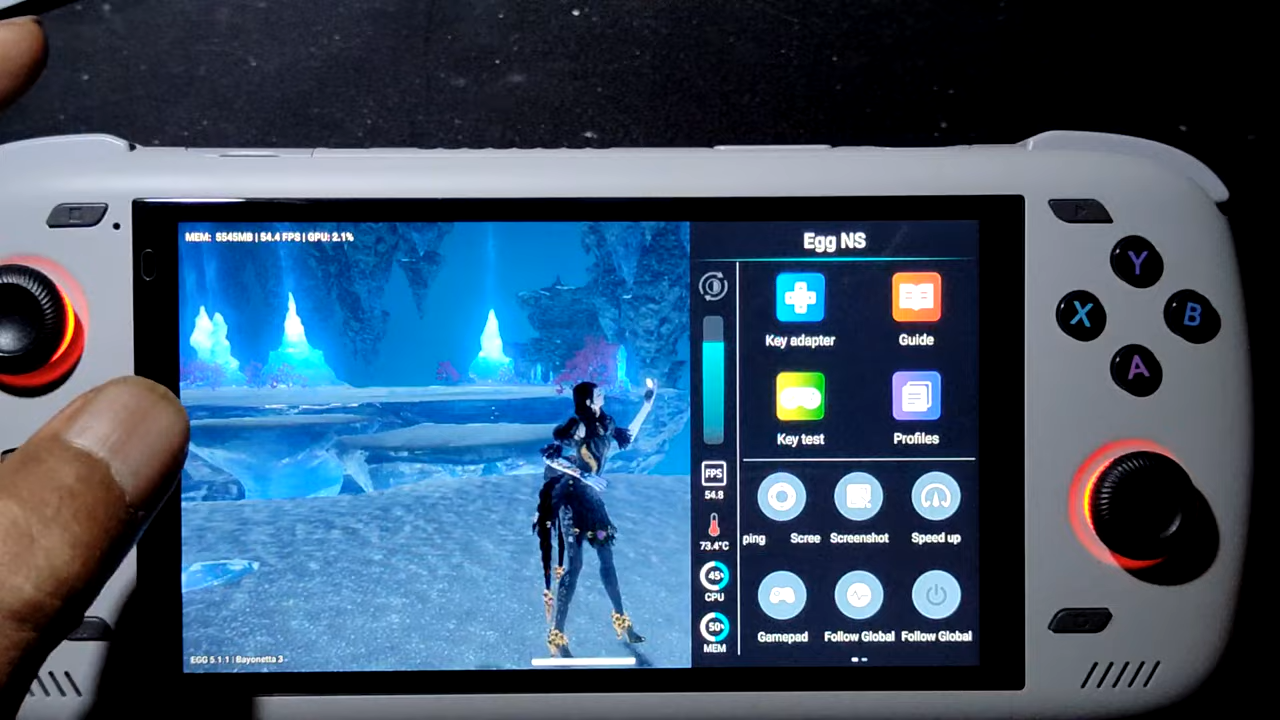 MEM: 5545MB | 54.4 FPS | GPU: 2.1%
Egg NS
Key adapter
Guide
Key test
Profiles
FPS
54.8
73.4°C
45%
CPU
50%
MEM
ping Scree
Screenshot
Speed up
Gamepad
Follow Global
Follow Global
EGG 5.1.1 | Bayonetta 3
Y
X
B
A